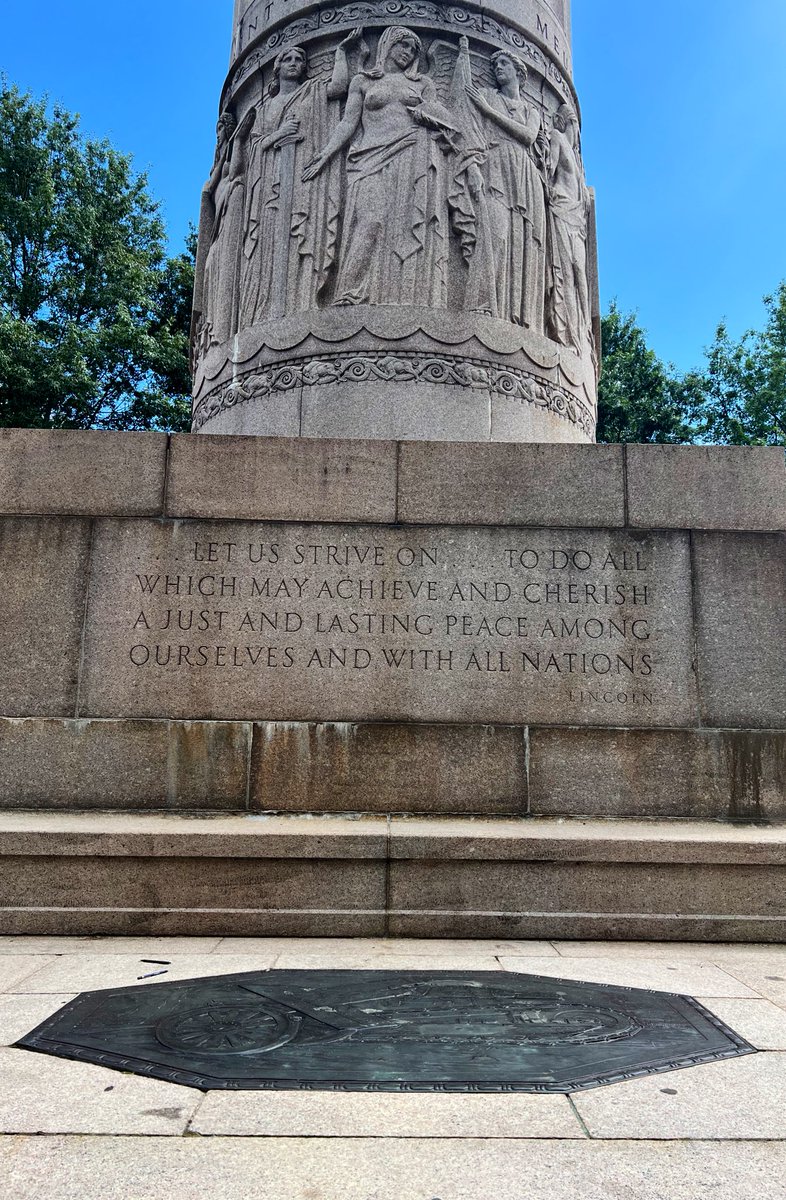 . . . . LET US STRIVE ON . . . . TO DO ALL
WHICH MAY ACHIEVE AND CHERISH
A JUST AND LASTING PEACE AMONG
OURSELVES AND WITH ALL NATIONS
LINCOLN